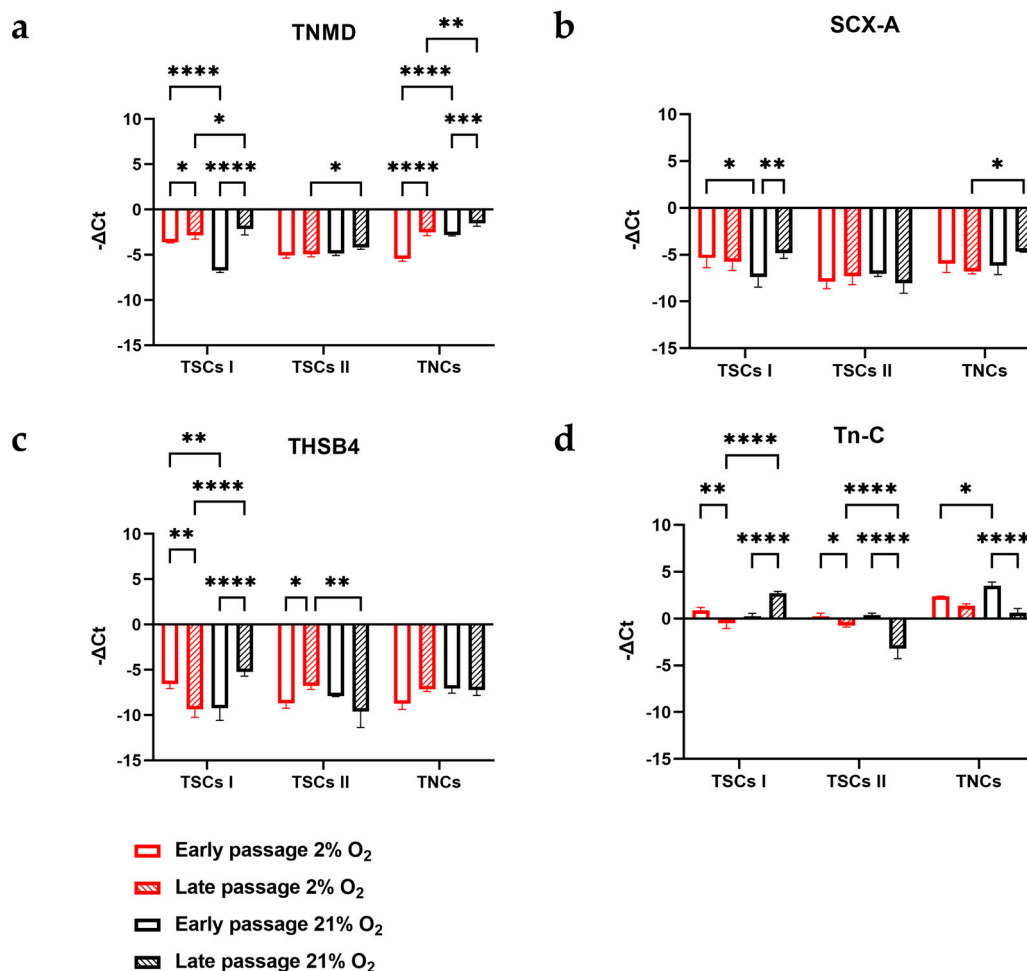 a
TNMD
**
****
****
*
***
*
****
*
****
10
5
0
-5
-10
-15
-ΔCt
TSCs I
TSCs II
TNCs
b
SCX-A
*
**
*
10
5
0
-5
-10
-15
-ΔCt
TSCs I
TSCs II
TNCs
c
THSB4
**
****
**
****
*
**
10
5
0
-5
-10
-15
-ΔCt
TSCs I
TSCs II
TNCs
d
Tn-C
****
**
****
*
****
*
****
****
10
5
0
-5
-10
-15
-ΔCt
TSCs I
TSCs II
TNCs
Early passage 2% O₂
Late passage 2% O₂
Early passage 21% O₂
Late passage 21% O₂